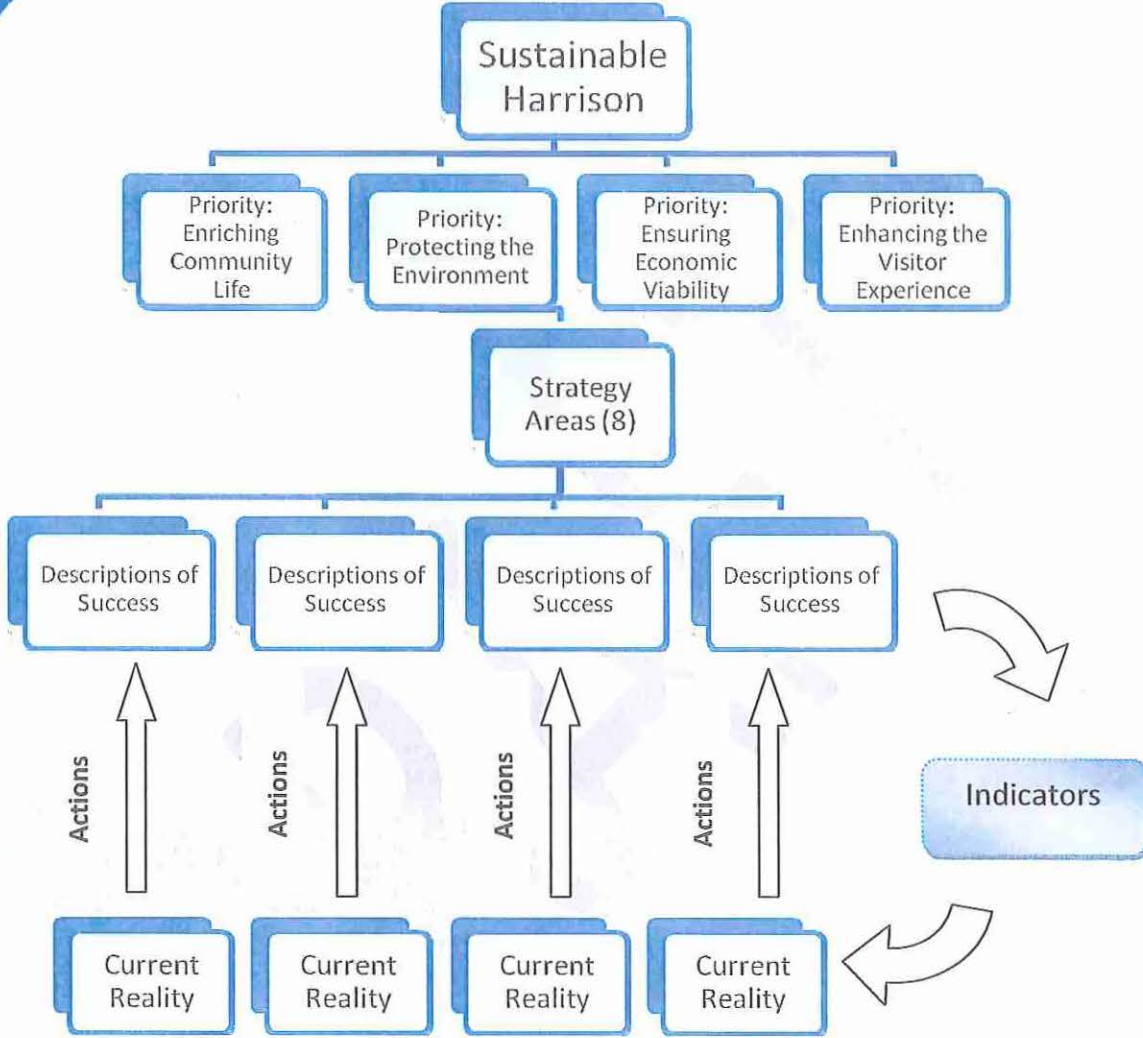 Sustainable
Harrison
Priority:
Enriching
Community
Life
Priority:
Protecting the
Environment
Priority:
Ensuring
Economic
Viability
Priority:
Enhancing the
Visitor
Experience
Strategy
Areas (8)
Descriptions of
Success
Descriptions of
Success
Descriptions of
Success
Descriptions of
Success
Actions
Actions
Actions
Actions
Indicators
Current
Reality
Current
Reality
Current
Reality
Current
Reality